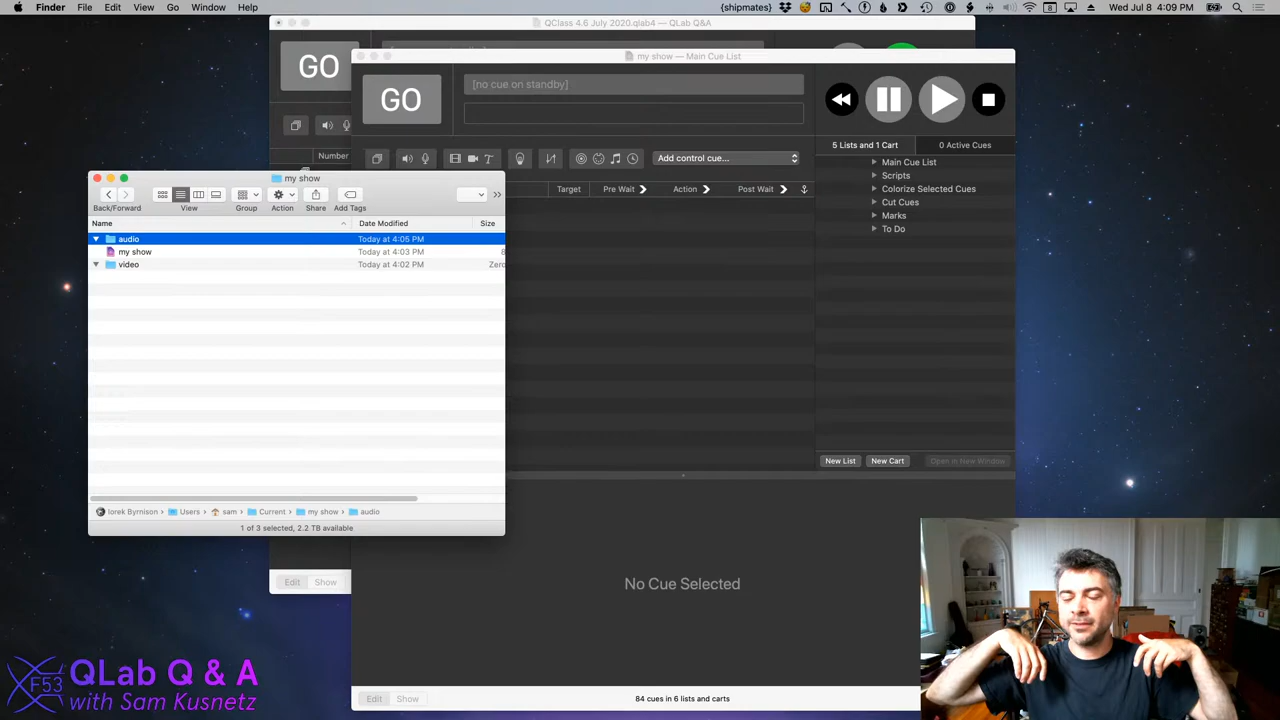 Finder File Edit View Go Window Help
{shipmates}
Wed Jul 8 4:09 PM
QClass 4.6 July 2020.qlab4 — QLab Q&A
GO
Number
Edit Show
my show — Main Cue List
GO
[no cue on standby]
Add control cue...
5 Lists and 1 Cart 0 Active Cues
Target Pre Wait Action Post Wait
Main Cue List
Scripts
Colorize Selected Cues
Cut Cues
Marks
To Do
New List New Cart Open in New Window
No Cue Selected
Edit Show
84 cues in 6 lists and carts
my show
Back/Forward View Group Action Share Add Tags
Name Date Modified Size
audio Today at 4:05 PM
my show Today at 4:03 PM 8
video Today at 4:02 PM Zero
Iorek Byrnison Users sam Current my show audio
1 of 3 selected, 2.2 TB available
F53
QLab Q & A
with Sam Kusnetz